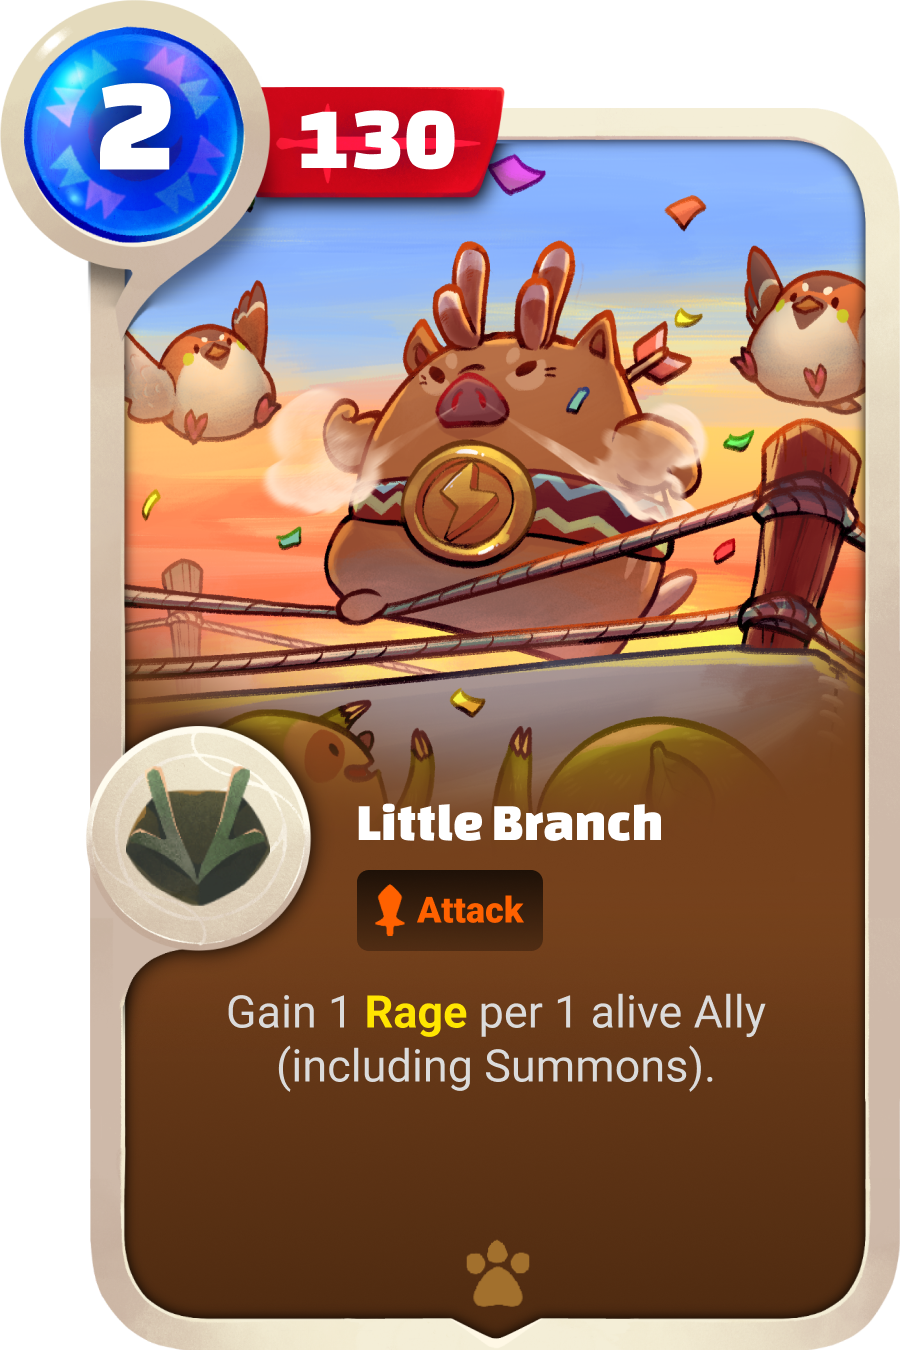 2
130
Little Branch
Attack
Gain 1 Rage per 1 alive Ally
(including Summons).